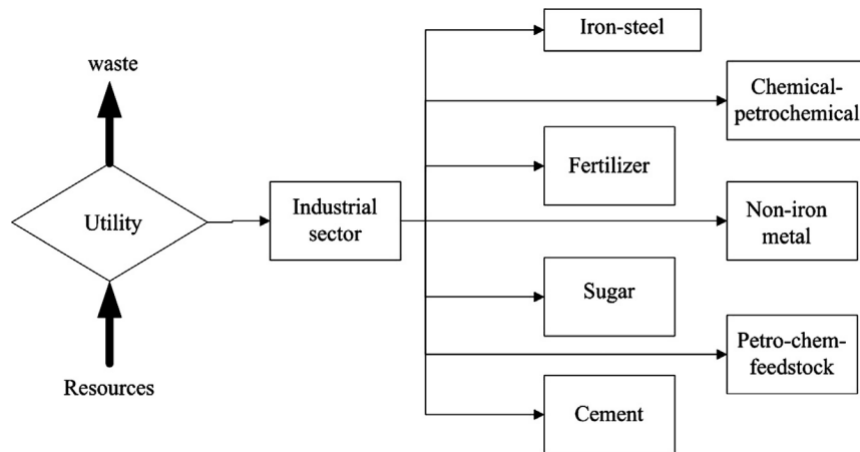 waste
Utility
Resources
Industrial
sector
Iron-steel
Chemical-
petrochemical
Fertilizer
Non-iron
metal
Sugar
Petro-chem-
feedstock
Cement